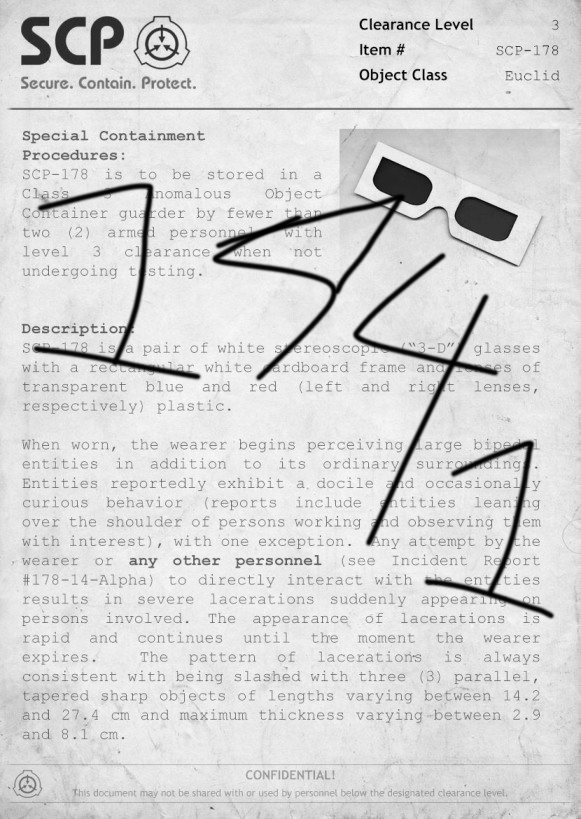 SCP
Secure. Contain. Protect.
Clearance Level 3
Item # SCP-178
Object Class Euclid
Special Containment
Procedures:
SCP-178 is to be stored in a
Class 3 Anomalous Object
Container guarder by fewer than
two (2) armed personnel with
level 3 clearance when not
undergoing testing.
Description:
SCP-178 is a pair of white stereoscopic (“3-D”) glasses
with a rectangular white cardboard frame and lenses of
transparent blue and red (left and right lenses,
respectively) plastic.
When worn, the wearer begins perceiving large bipedal
entities in addition to its ordinary surroundings.
Entities reportedly exhibit a docile and occasionally
curious behavior (reports include entities leaning
over the shoulder of persons working and observing them
with interest), with one exception. Any attempt by the
wearer or any other personnel (see Incident Report
#178-14-Alpha) to directly interact with the entities
results in severe lacerations suddenly appearing on
persons involved. The appearance of lacerations is
rapid and continues until the moment the wearer
expires. The pattern of lacerations is always
consistent with being slashed with three (3) parallel,
tapered sharp objects of lengths varying between 14.2
and 27.4 cm and maximum thickness varying between 2.9
and 8.1 cm.
1541
CONFIDENTIAL!
This document may not be shared with or used by personnel below the designated clearance level.